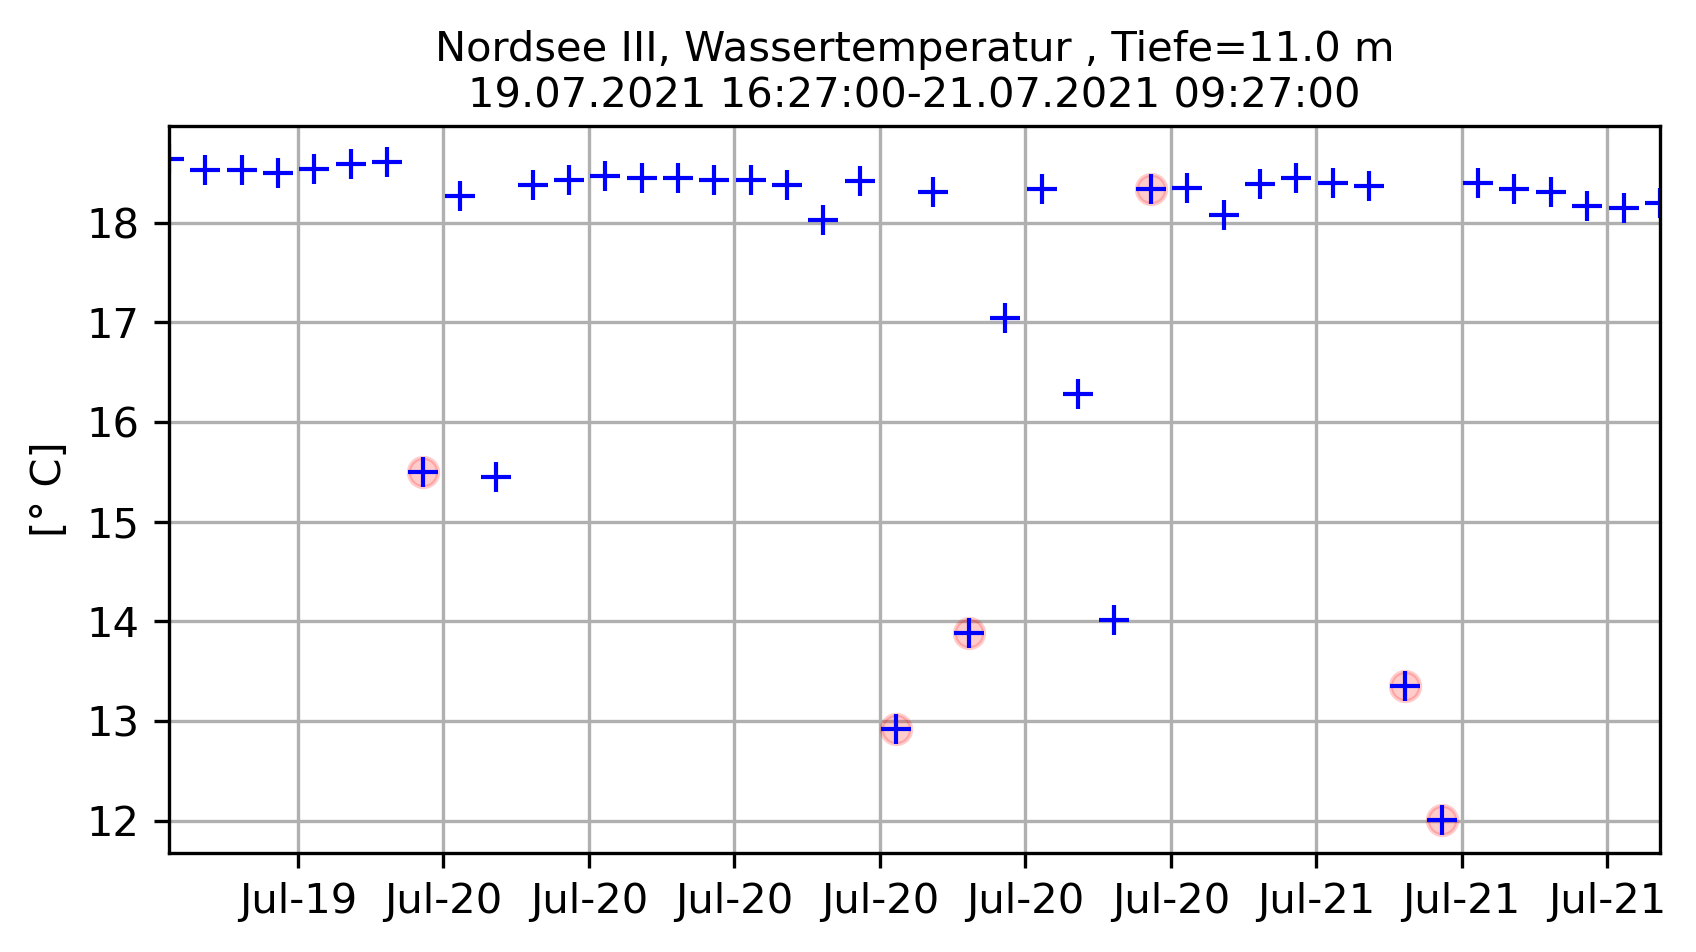 Nordsee III, Wassertemperatur , Tiefe=11.0 m
19.07.2021 16:27:00-21.07.2021 09:27:00
[° C]
18
17
16
15
14
13
12
Jul-19 Jul-20 Jul-20 Jul-20 Jul-20 Jul-20 Jul-20 Jul-21 Jul-21 Jul-21